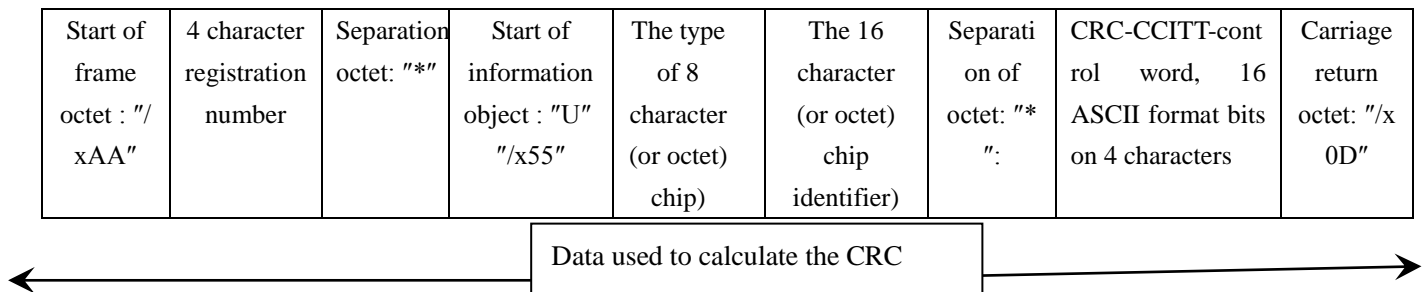 Start of
frame
octet : "/
xAA"
4 character
registration
number
Separation
octet: "*"
Start of
information
object : "U"
"/x55"
The type
of 8
character
(or octet)
chip)
The 16
character
(or octet)
chip
identifier)
Separati
on of
octet: "*
":
CRC-CCITT-cont
rol word, 16
ASCII format bits
on 4 characters
Carriage
return
octet: "/x
0D"
Data used to calculate the CRC